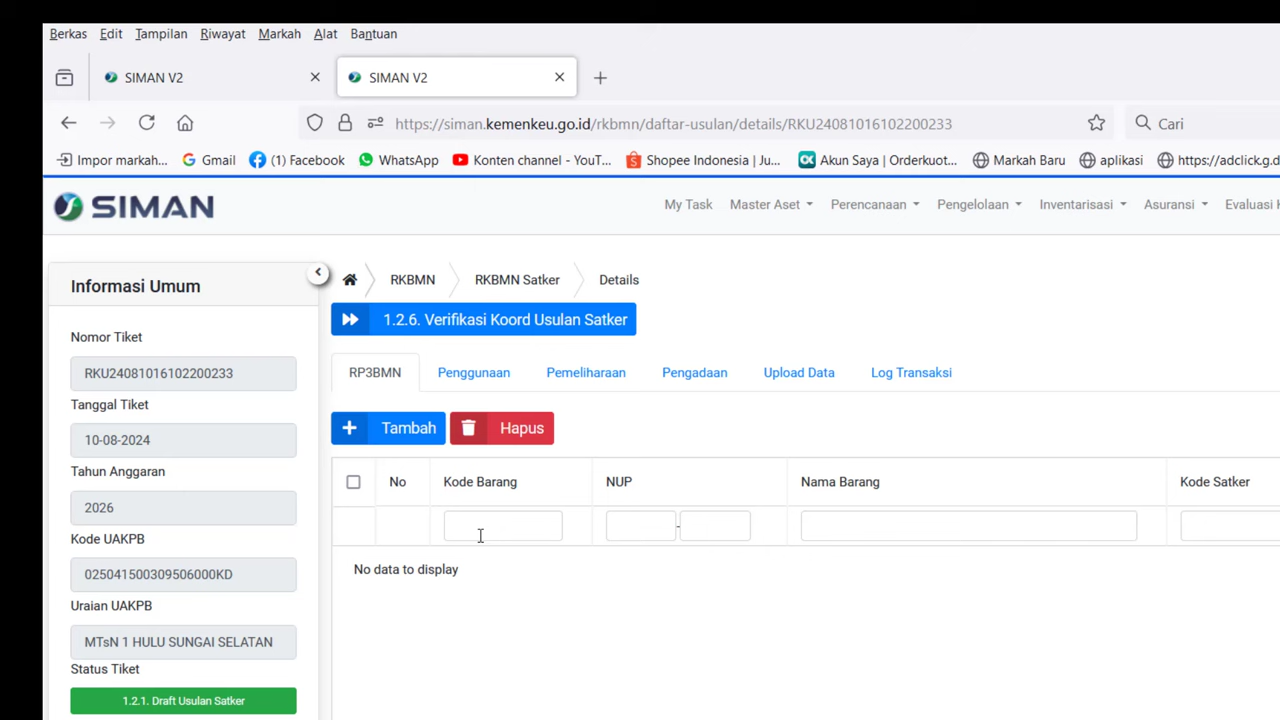 Berkas Edit Tampilan Riwayat Markah Alat Bantuan
SIMAN V2 SIMAN V2
https://siman.kemenkeu.go.id/rkbmn/daftar-usulan/details/RKU24081016102200233 Cari
Impor markah... Gmail (1) Facebook WhatsApp Konten channel - YouT... Shopee Indonesia | Ju... Akun Saya | Orderkuot... Markah Baru aplikasi https://adclick.g.d
SIMAN My Task Master Aset Perencanaan Pengelolaan Inventarisasi Asuransi Evaluasi
Informasi Umum
RKBMN RKBMN Satker Details
1.2.6. Verifikasi Koord Usulan Satker
Nomor Tiket
RKU24081016102200233
RP3BMN Penggunaan Pemeliharaan Pengadaan Upload Data Log Transaksi
Tanggal Tiket
10-08-2024
Tambah Hapus
Tahun Anggaran
2026
No Kode Barang NUP Nama Barang Kode Satker
-
Kode UAKPB
025041500309506000KD
No data to display
Uraian UAKPB
MTsN 1 HULU SUNGAI SELATAN
Status Tiket
1.2.1. Draft Usulan Satker